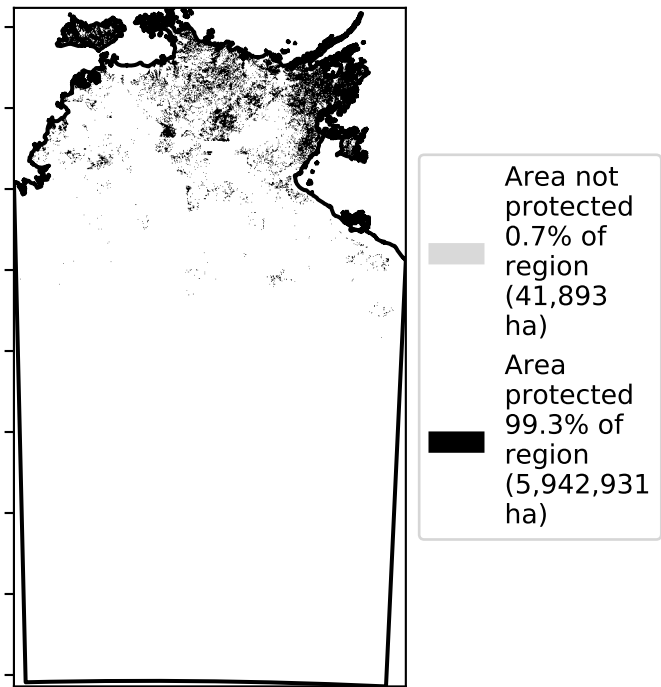 Area not
protected
0.7% of
region
(41,893
ha)
Area
protected
99.3% of
region
(5,942,931
ha)